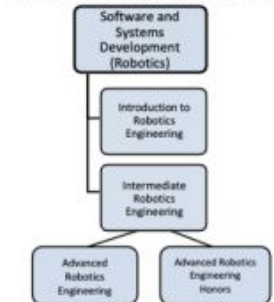 Software and
Systems
Development
(Robotics)
Introduction to
Robotics
Engineering
Intermediate
Robotics
Engineering
Advanced
Robotics
Engineering
Advanced Robotics
Engineering
Honors